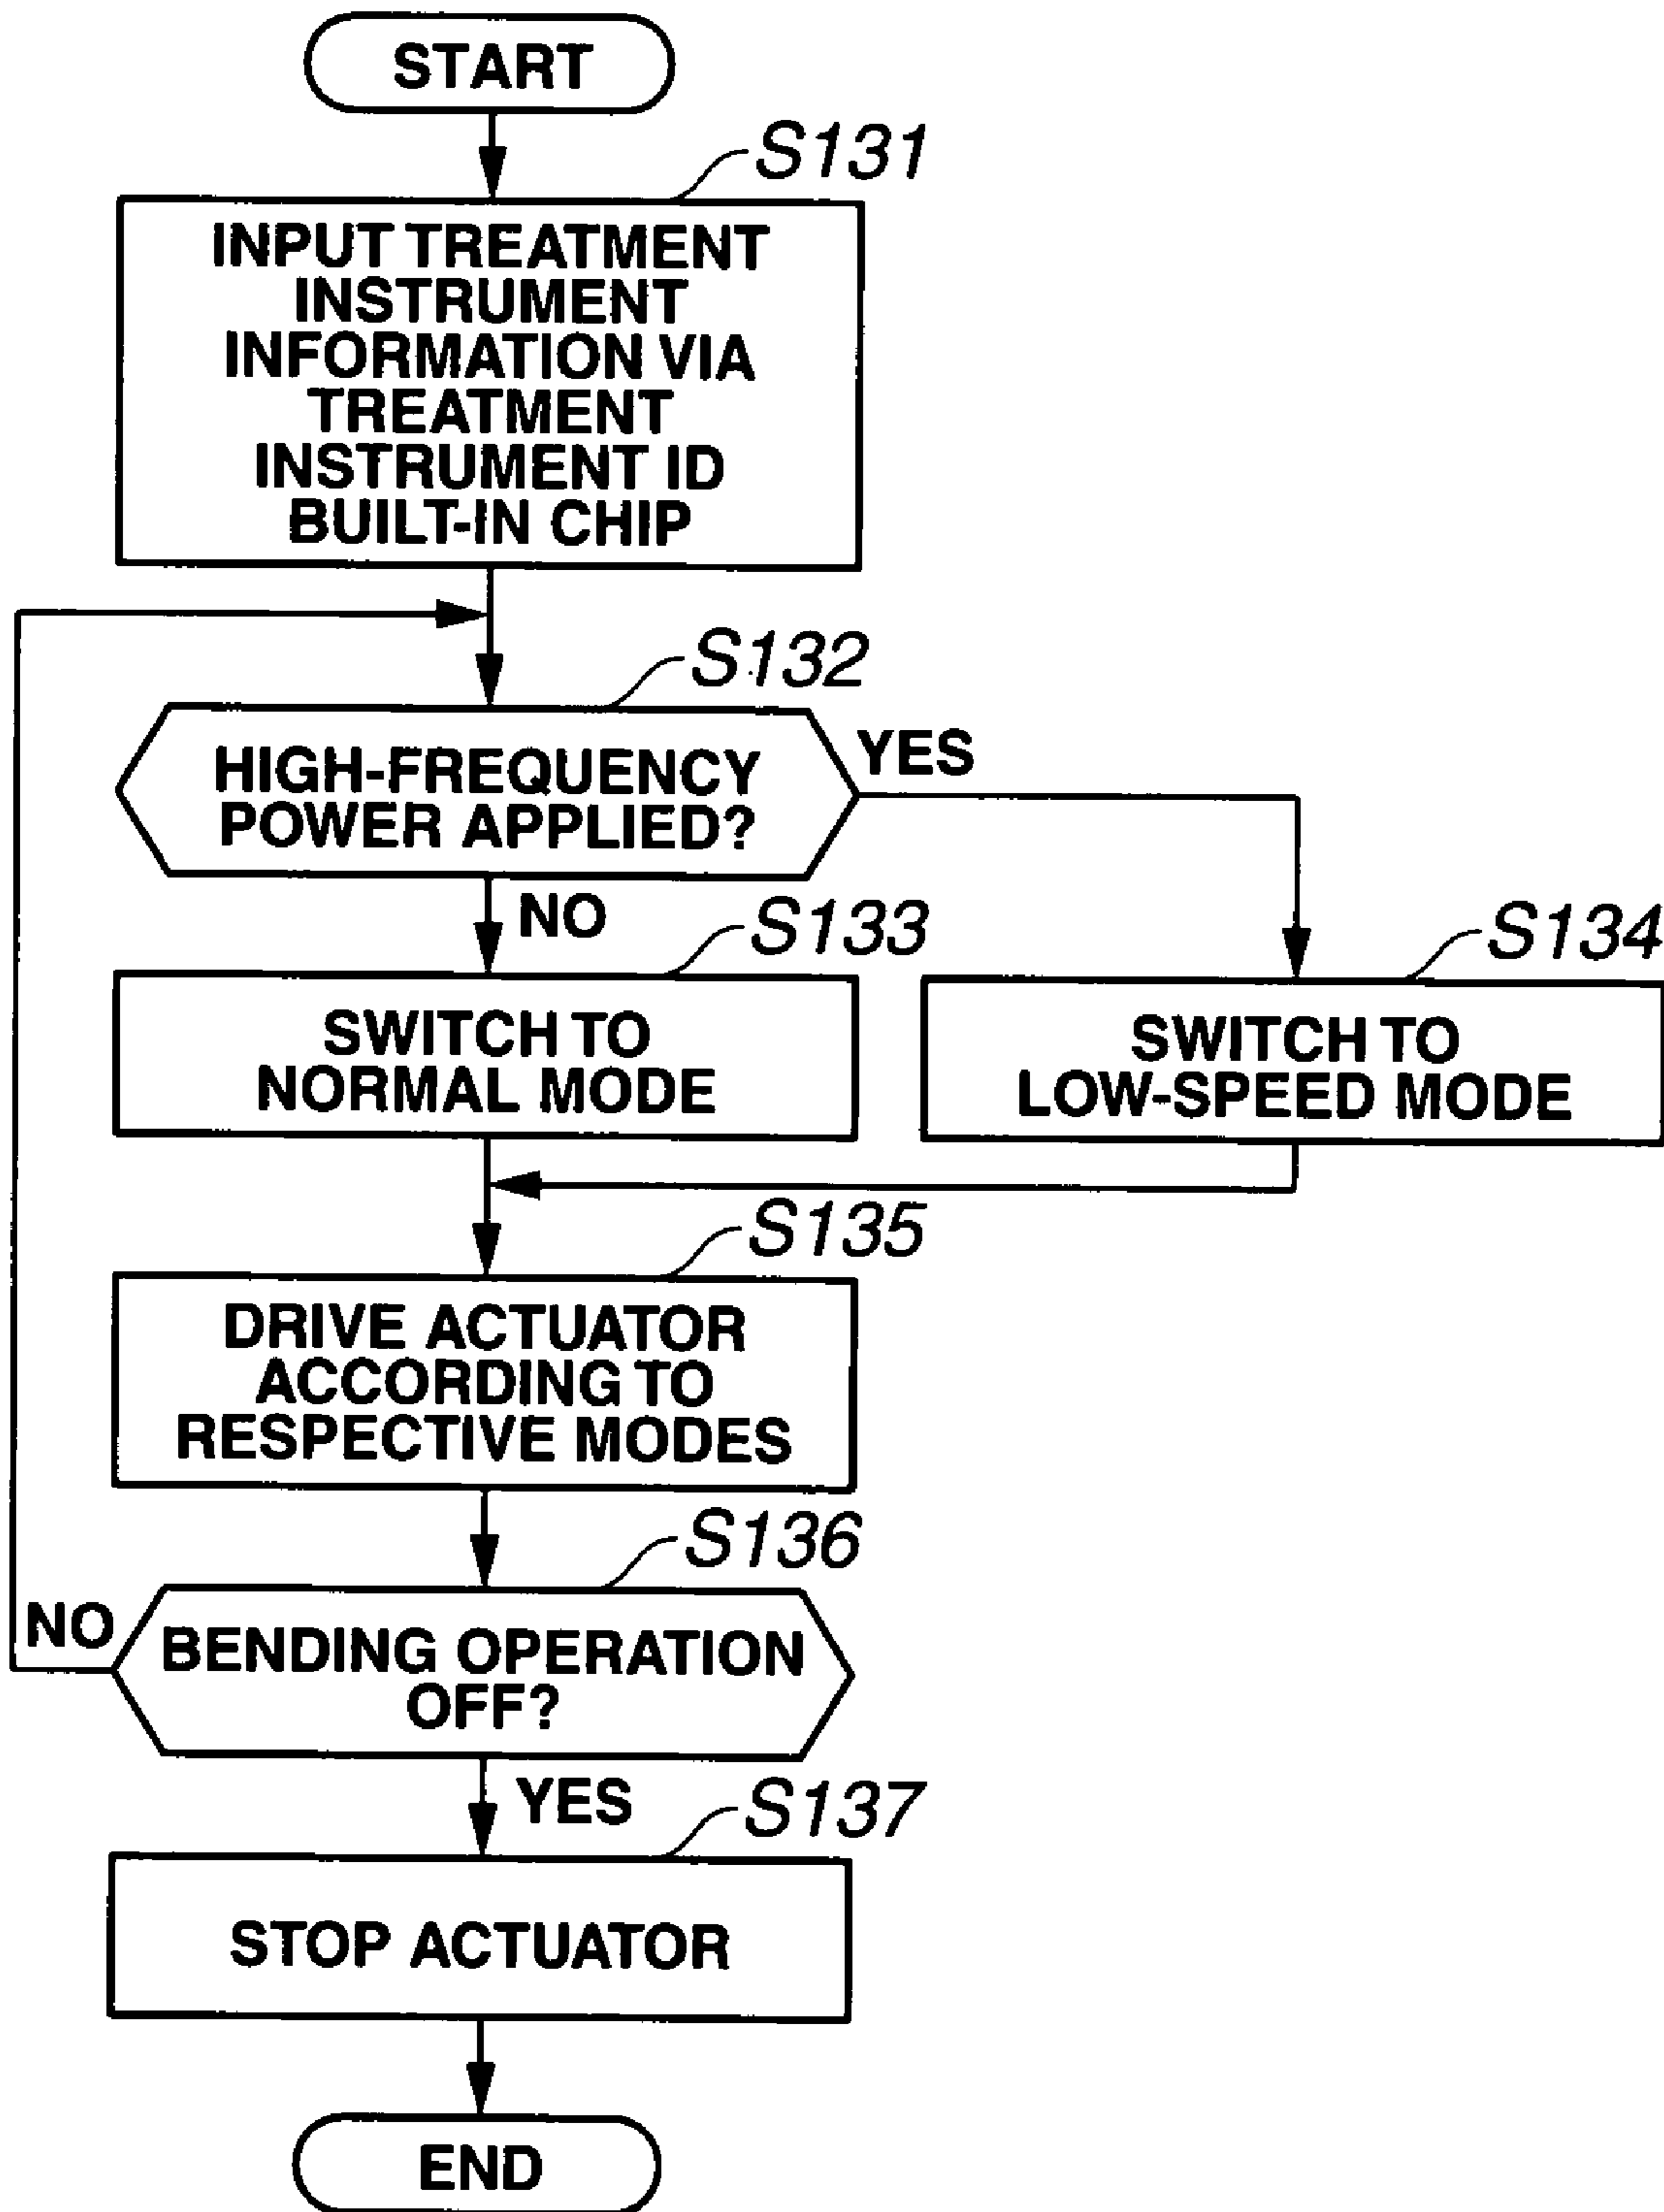 START
S131
INPUT TREATMENT
INSTRUMENT
INFORMATION VIA
TREATMENT
INSTRUMENT ID
BUILT-IN CHIP
S132
HIGH-FREQUENCY
POWER APPLIED?
YES
NO
S133
SWITCH TO
NORMAL MODE
S134
SWITCH TO
LOW-SPEED MODE
S135
DRIVE ACTUATOR
ACCORDING TO
RESPECTIVE MODES
S136
NO
BENDING OPERATION
OFF?
YES
S137
STOP ACTUATOR
END